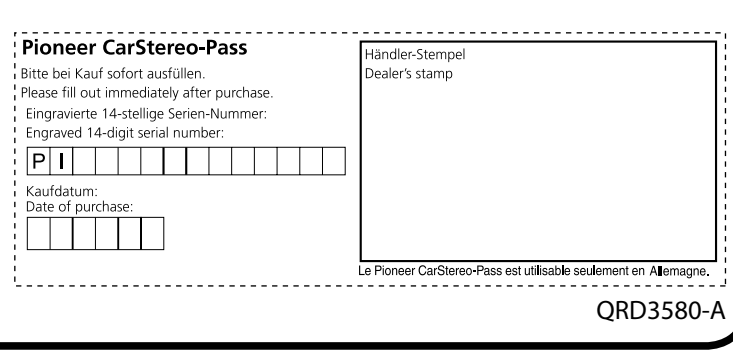 Pioneer CarStereo-Pass
Bitte bei Kauf sofort ausfüllen.
Please fill out immediately after purchase.
Eingravierte 14-stellige Serien-Nummer:
Engraved 14-digit serial number:
P I
Kaufdatum:
Date of purchase:
Händler-Stempel
Dealer's stamp
Le Pioneer CarStereo-Pass est utilisable seulement en Allemagne.
QRD3580-A